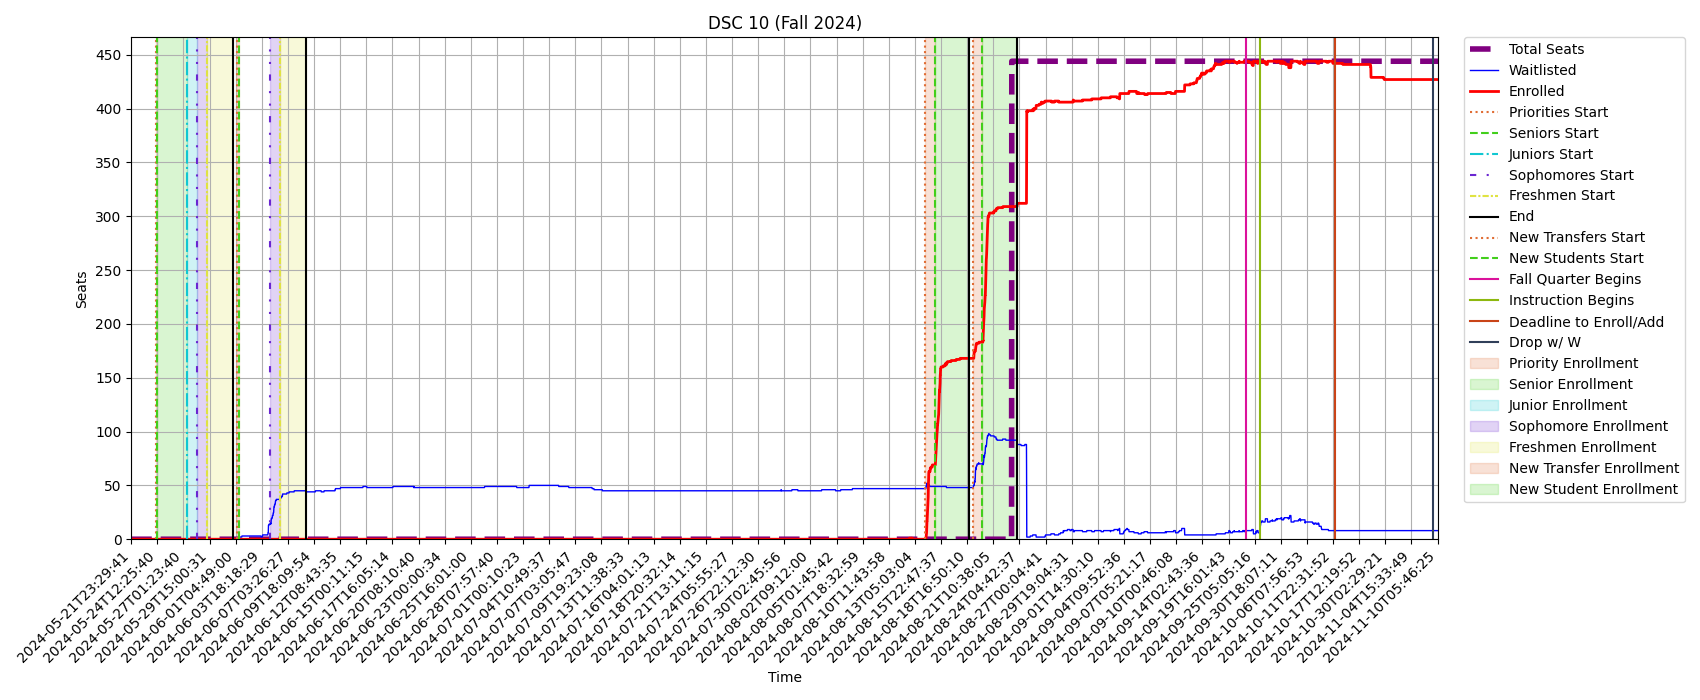 DSC 10 (Fall 2024)
Seats
450
400
350
300
250
200
150
100
50
0
2024-05-21T23:29:41
2024-05-24T12:25:40
2024-05-27T01:23:40
2024-05-29T15:00:31
2024-06-01T04:49:00
2024-06-03T18:18:29
2024-06-07T03:26:27
2024-06-09T18:09:54
2024-06-12T08:43:35
2024-06-15T00:11:15
2024-06-17T16:05:14
2024-06-20T08:10:40
2024-06-23T00:00:34
2024-06-25T16:01:00
2024-06-28T07:57:40
2024-07-01T00:10:23
2024-07-04T10:49:37
2024-07-07T03:05:47
2024-07-09T19:23:08
2024-07-13T11:38:33
2024-07-16T04:01:13
2024-07-18T20:32:14
2024-07-21T13:11:15
2024-07-24T05:55:27
2024-07-26T22:12:30
2024-07-30T02:45:56
2024-08-02T09:12:00
2024-08-05T01:45:42
2024-08-07T18:32:59
2024-08-10T11:43:58
2024-08-13T05:03:04
2024-08-15T22:47:37
2024-08-18T16:50:10
2024-08-21T10:38:05
2024-08-24T04:42:37
2024-08-27T00:04:41
2024-08-29T19:04:31
2024-09-01T14:30:10
2024-09-04T09:52:36
2024-09-07T05:21:17
2024-09-10T00:46:08
2024-09-14T02:43:36
2024-09-19T16:01:43
2024-09-25T05:05:16
2024-09-30T18:07:11
2024-10-06T07:56:53
2024-10-11T22:31:52
2024-10-17T12:19:52
2024-10-30T02:29:21
2024-11-04T15:33:49
2024-11-10T05:46:25
Time
Total Seats
Waitlisted
Enrolled
Priorities Start
Seniors Start
Juniors Start
Sophomores Start
Freshmen Start
End
New Transfers Start
New Students Start
Fall Quarter Begins
Instruction Begins
Deadline to Enroll/Add
Drop w/ W
Priority Enrollment
Senior Enrollment
Junior Enrollment
Sophomore Enrollment
Freshmen Enrollment
New Transfer Enrollment
New Student Enrollment